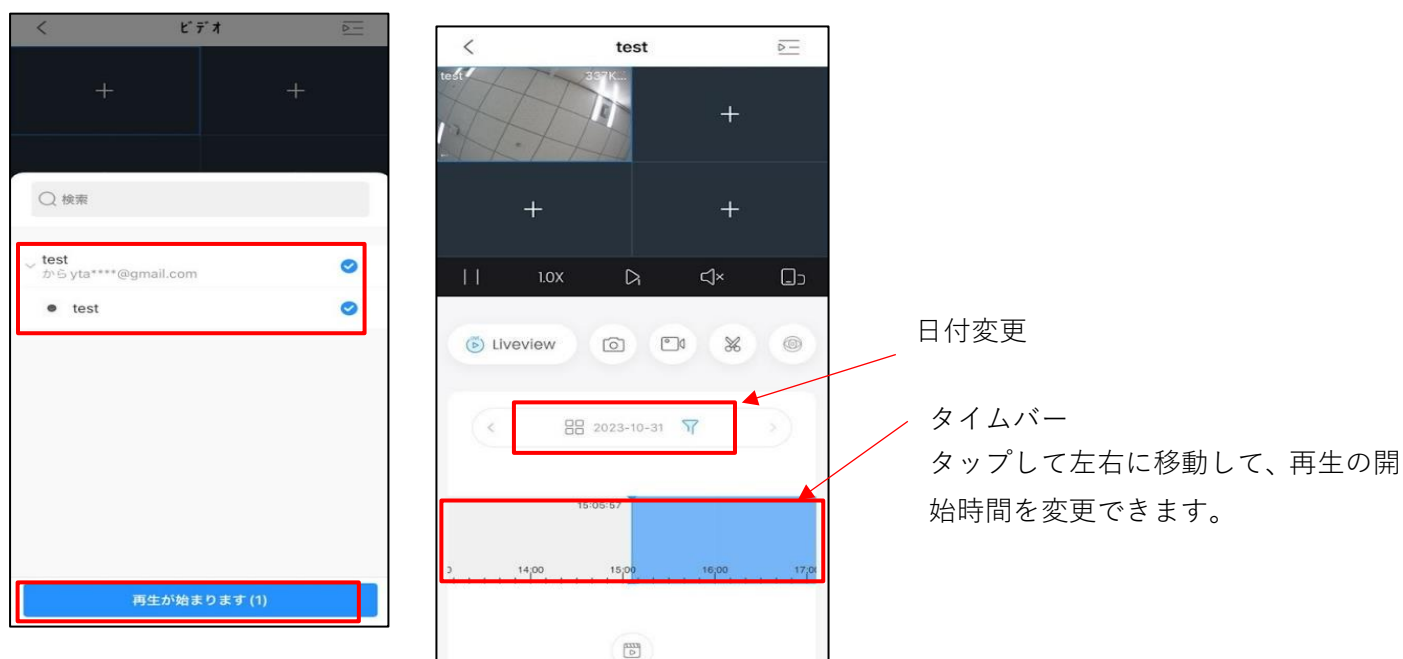 ビデオ
検索
test
から yta****@gmail.com
test
再生が始まります (1)
test
test 337K...
1.0X
Liveview
2023-10-31
15:05:57
14:00 15:00 16:00 17:0
日付変更
タイムバー
タップして左右に移動して、再生の開
始時間を変更できます。